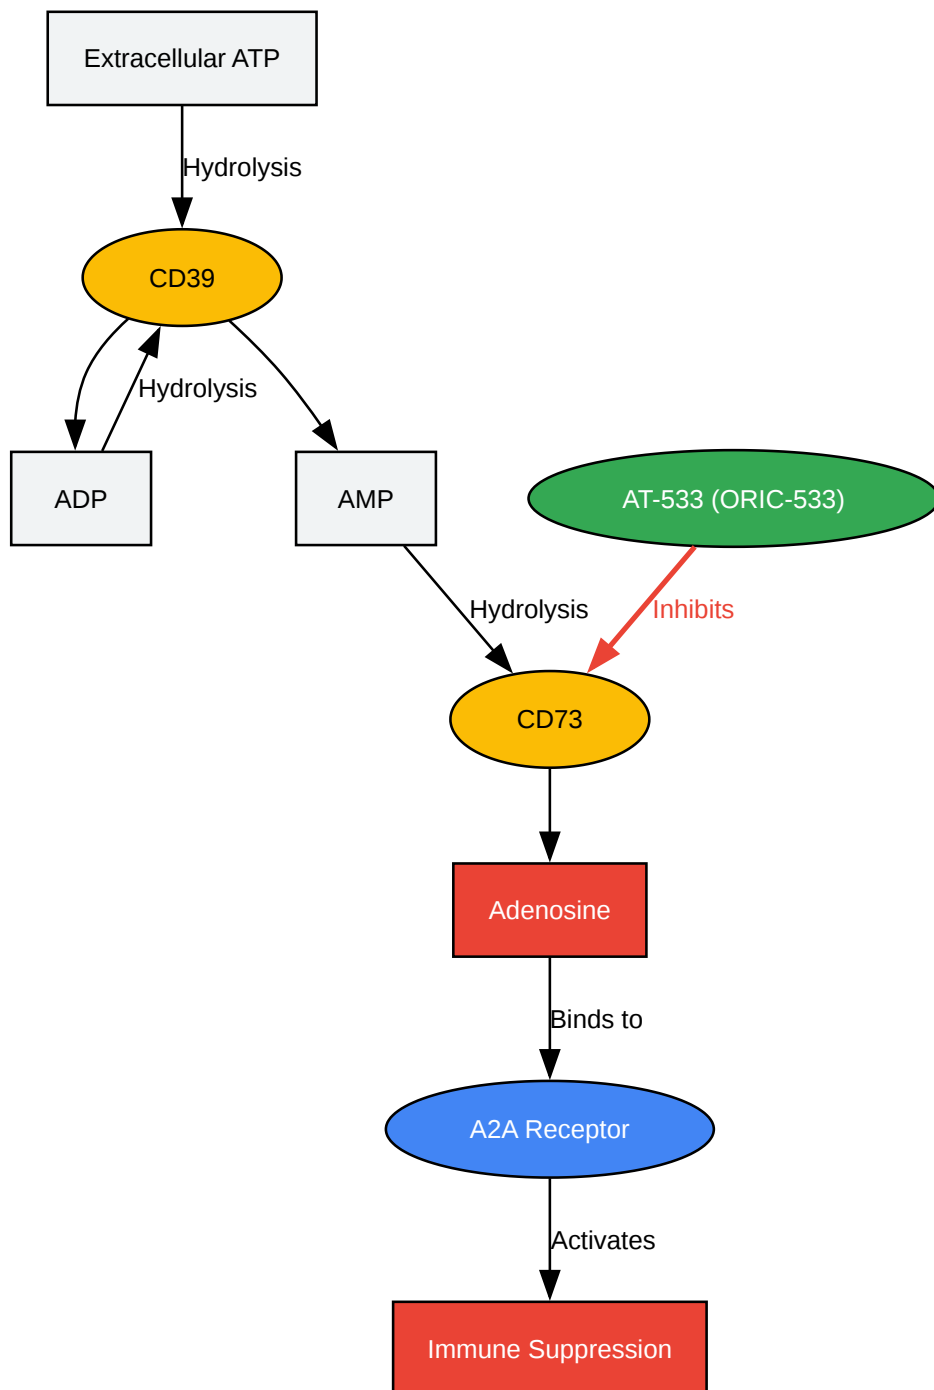 Extracellular ATP
Hydrolysis
CD39
Hydrolysis
ADP
AMP
AT-533 (ORIC-533)
Hydrolysis
Inhibits
CD73
Adenosine
Binds to
A2A Receptor
Activates
Immune Suppression